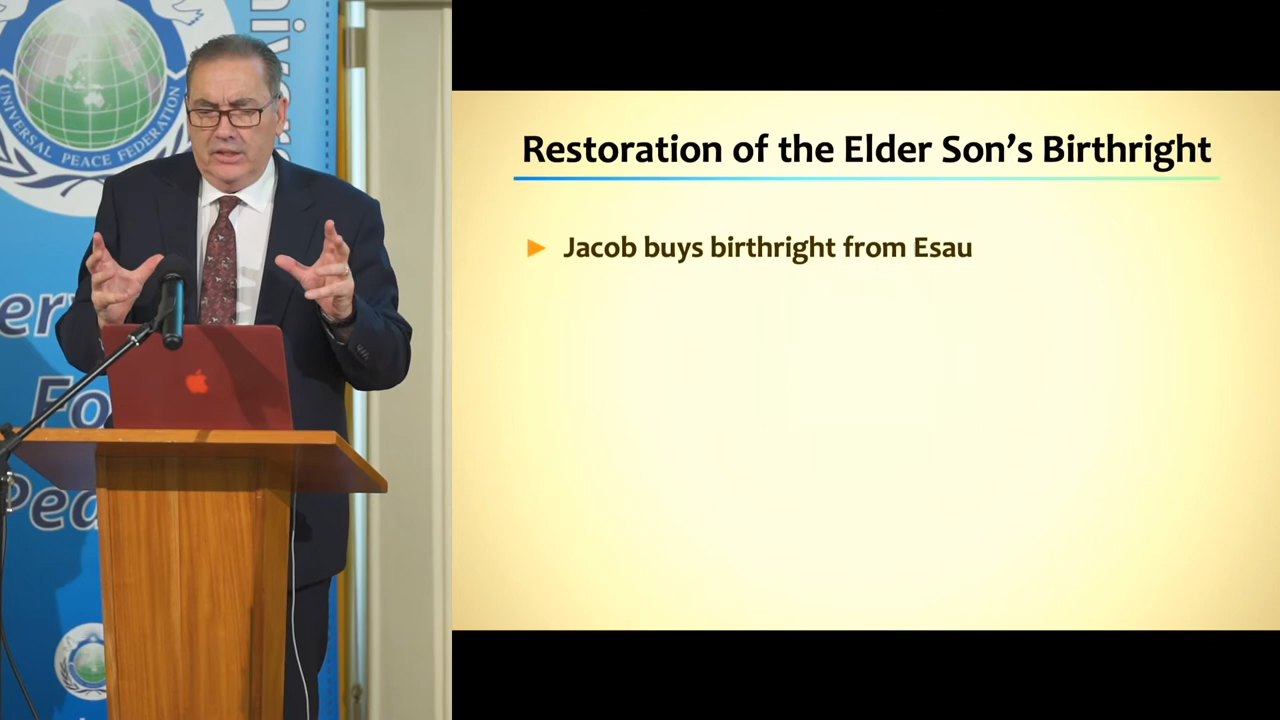 UNIVERSAL PEACE FEDERATION
Restoration of the Elder Son’s Birthright
Jacob buys birthright from Esau